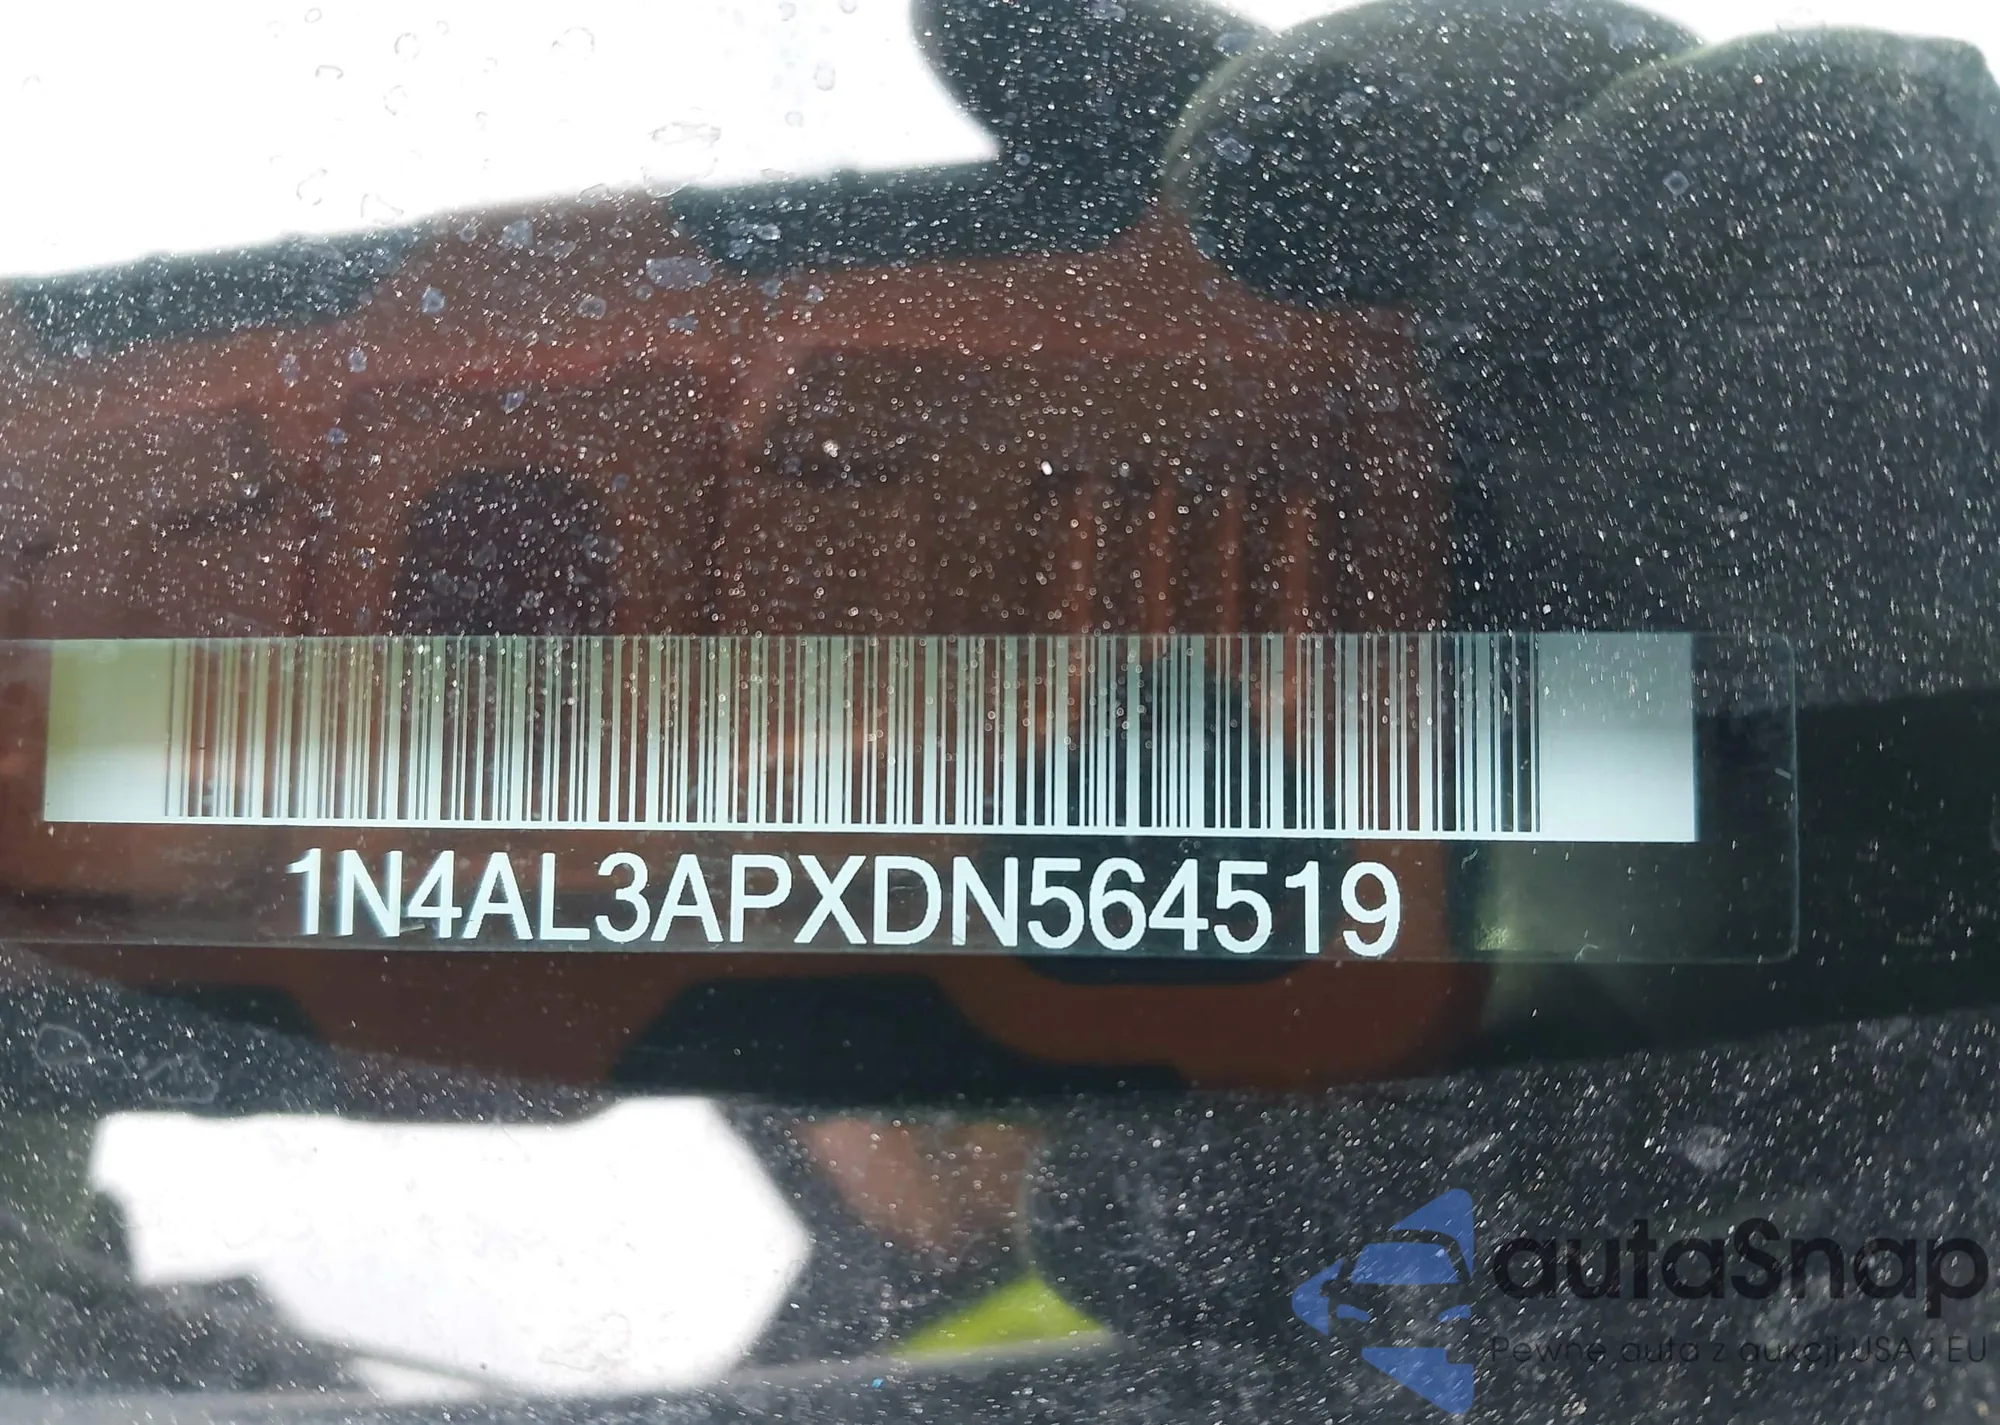 1N4AL3APXDN564519
autaSnap
Pewne auta z aukcji USA i EU